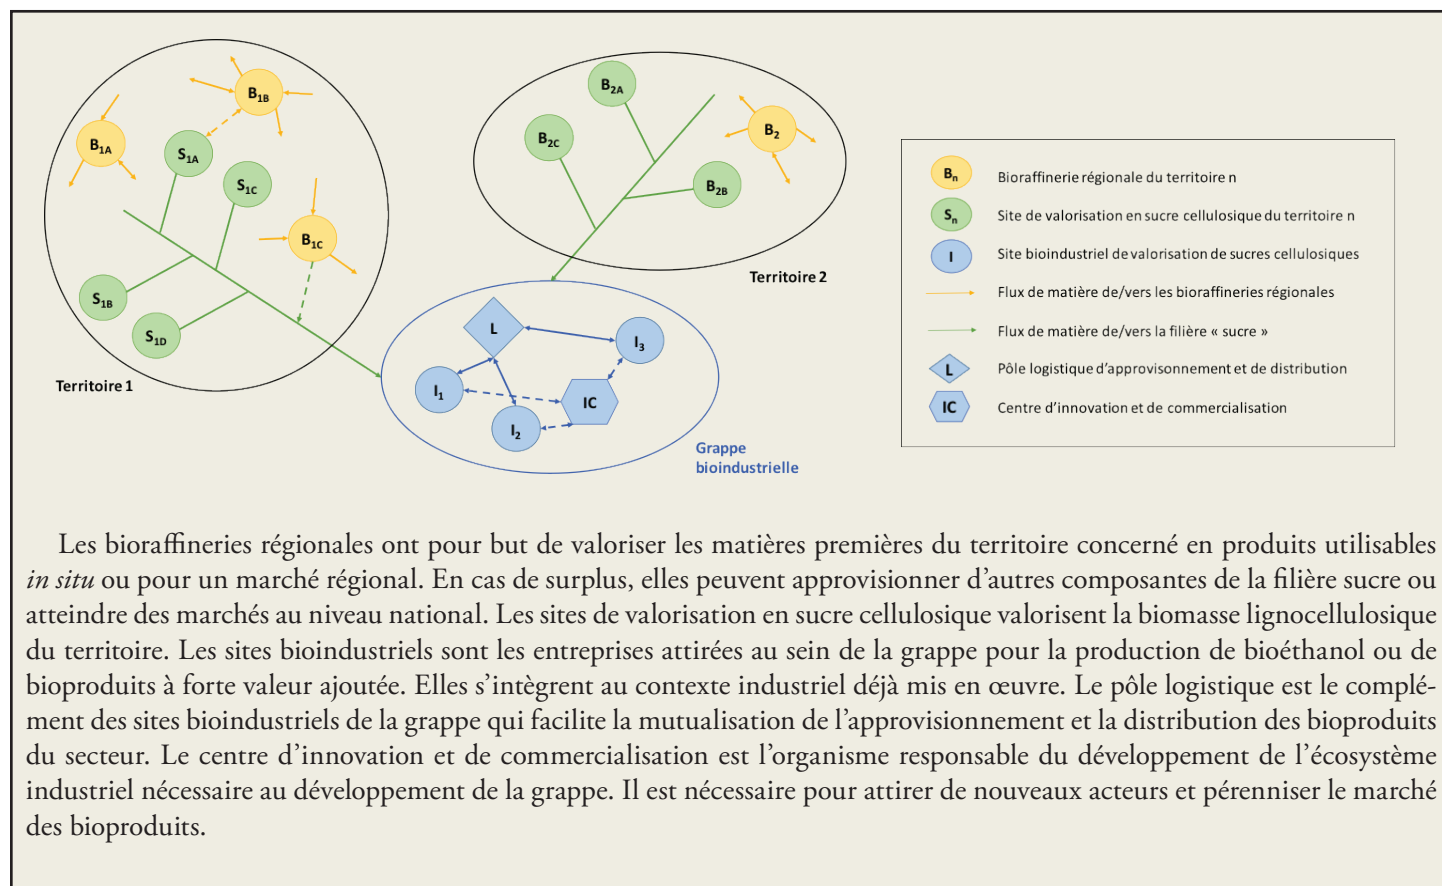 B1B
B1A
S1A
S1C
B1C
S1B
S1D
Territoire 1
B2A
B2C
B2
B2B
Territoire 2
L
I3
I1
IC
I2
Grappe
bioindustrielle
Bn Bioraffinerie régionale du territoire n
Sn Site de valorisation en sucre cellulosique du territoire n
I Site bioindustriel de valorisation de sucres cellulosiques
Flux de matière de/vers les bioraffineries régionales
Flux de matière de/vers la filière « sucre »
L Pôle logistique d'approvisonnement et de distribution
IC Centre d'innovation et de commercialisation
Les bioraffineries régionales ont pour but de valoriser les matières premières du territoire concerné en produits utilisables
in situ ou pour un marché régional. En cas de surplus, elles peuvent approvisionner d'autres composantes de la filière sucre ou
atteindre des marchés au niveau national. Les sites de valorisation en sucre cellulosique valorisent la biomasse lignocellulosique
du territoire. Les sites bioindustriels sont les entreprises attirées au sein de la grappe pour la production de bioéthanol ou de
bioproduits à forte valeur ajoutée. Elles s'intègrent au contexte industriel déjà mis en œuvre. Le pôle logistique est le complé-
ment des sites bioindustriels de la grappe qui facilite la mutualisation de l'approvisionnement et la distribution des bioproduits
du secteur. Le centre d'innovation et de commercialisation est l'organisme responsable du développement de l'écosystème
industriel nécessaire au développement de la grappe. Il est nécessaire pour attirer de nouveaux acteurs et pérenniser le marché
des bioproduits.